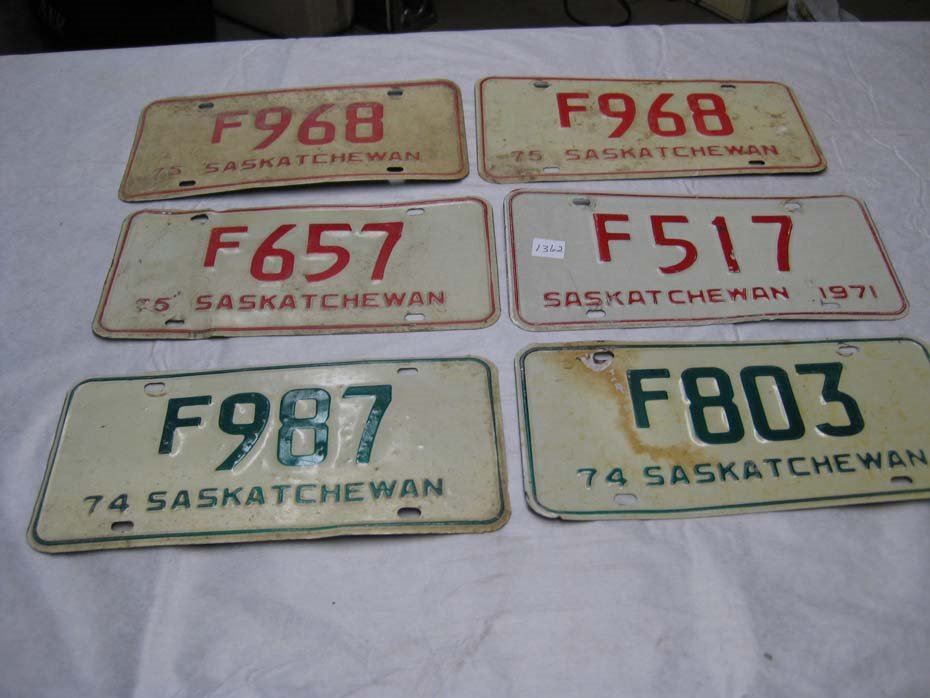 F968
75 SASKATCHEWAN
F968
75 SASKATCHEWAN
F657
75 SASKATCHEWAN
1362
F517
SASKATCHEWAN 1971
F987
74 SASKATCHEWAN
F803
74 SASKATCHEWAN